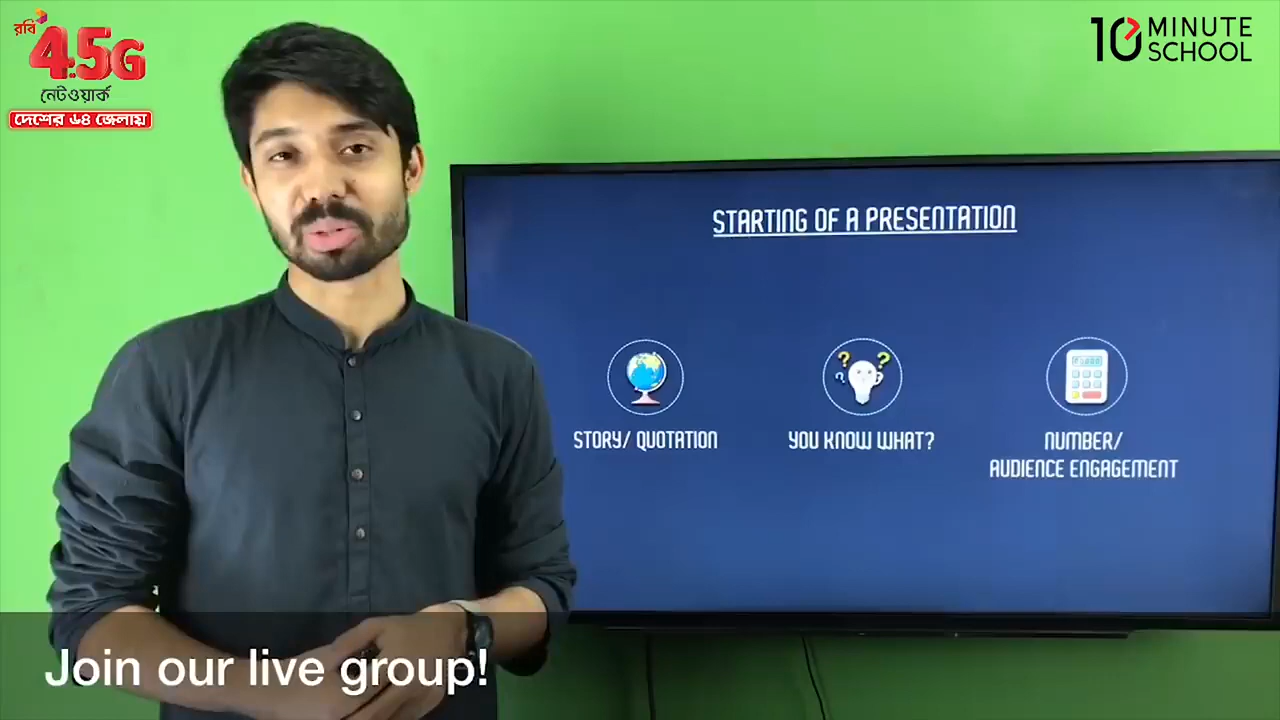 রবি
4.5G
নেটওয়ার্ক
দেশের ৬৪ জেলায়
10 MINUTE
SCHOOL
STARTING OF A PRESENTATION
STORY/ QUOTATION
YOU KNOW WHAT?
NUMBER/
AUDIENCE ENGAGEMENT
Join our live group!